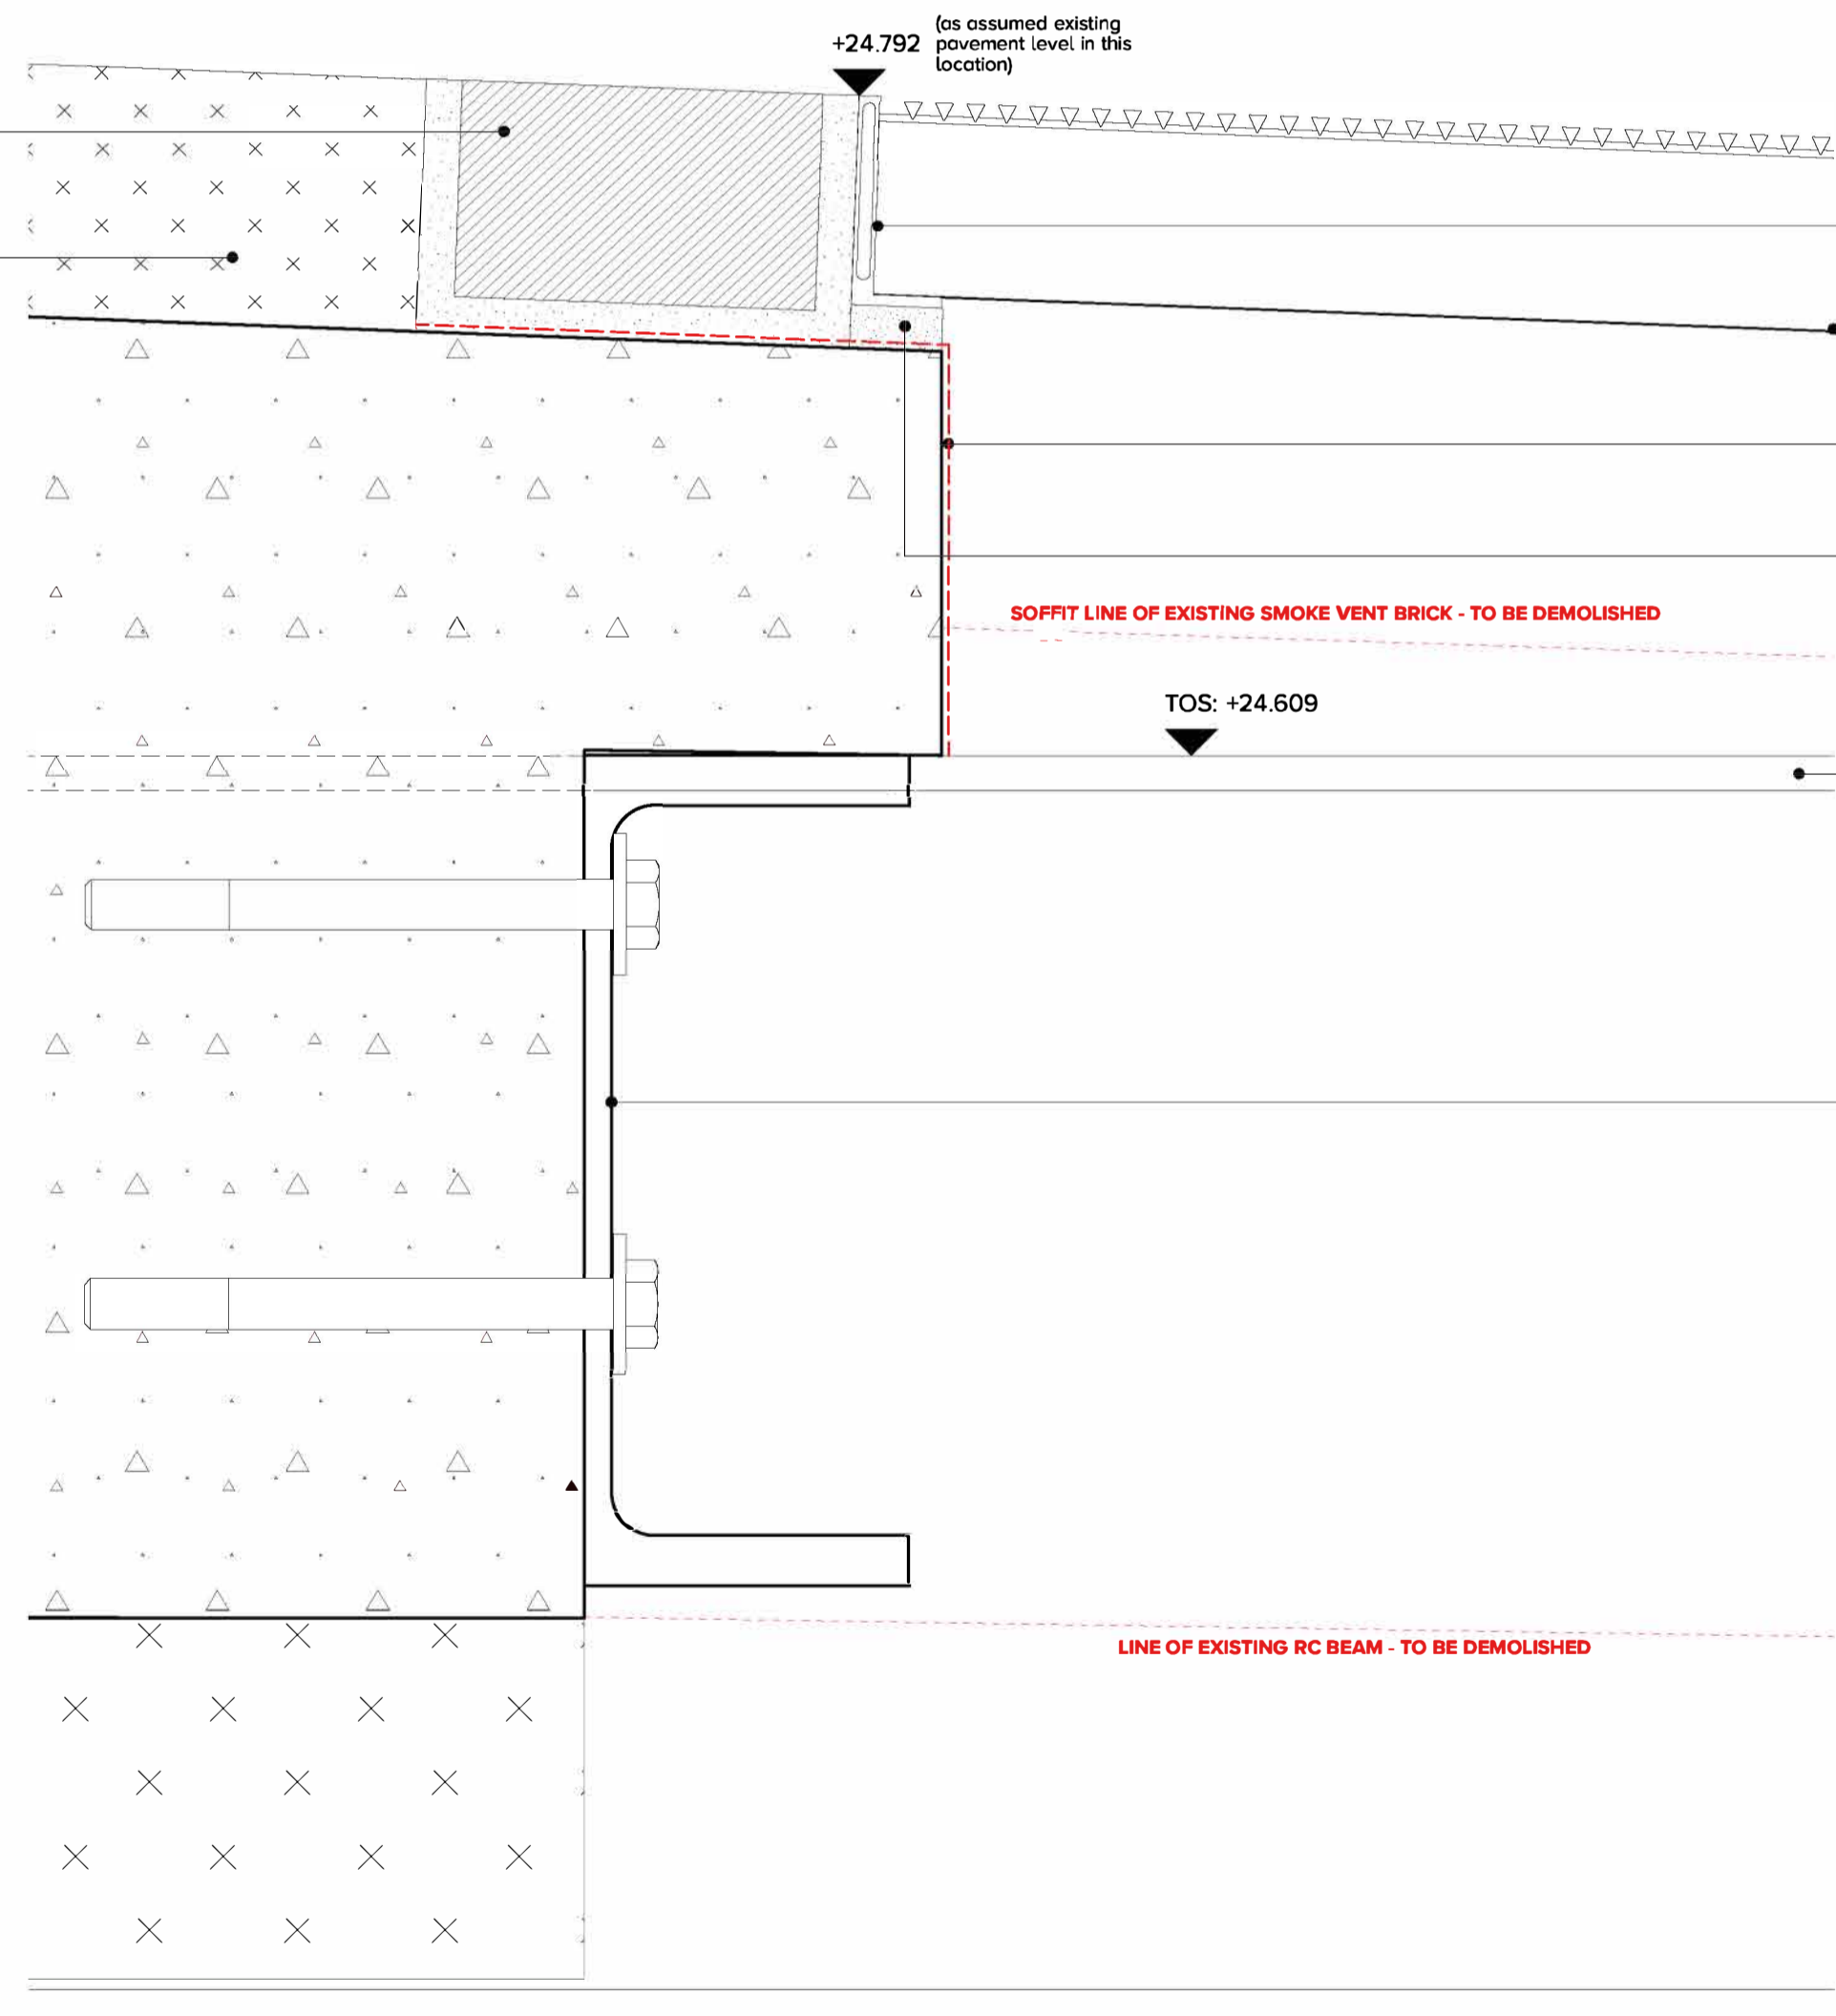 (as assumed existing
+24.792 pavement level in this
location)
SOFFIT LINE OF EXISTING SMOKE VENT BRICK - TO BE DEMOLISHED
TOS: +24.609
LINE OF EXISTING RC BEAM - TO BE DEMOLISHED